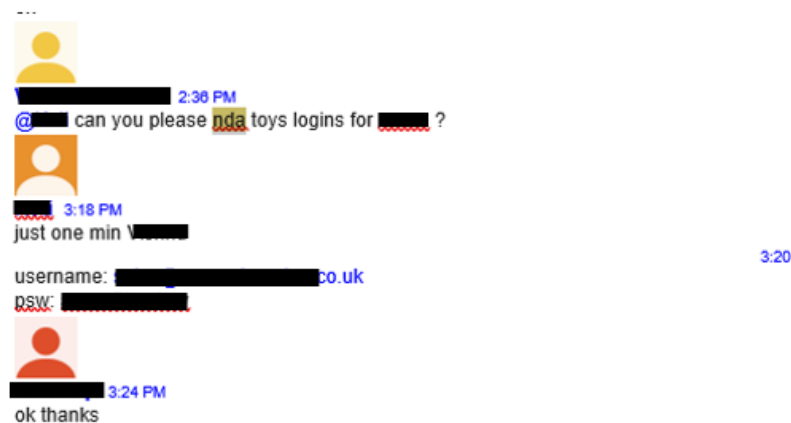 2:36 PM
@ can you please nda toys logins for ?
3:18 PM
just one min
3:20
username: co.uk
psw:
3:24 PM
ok thanks